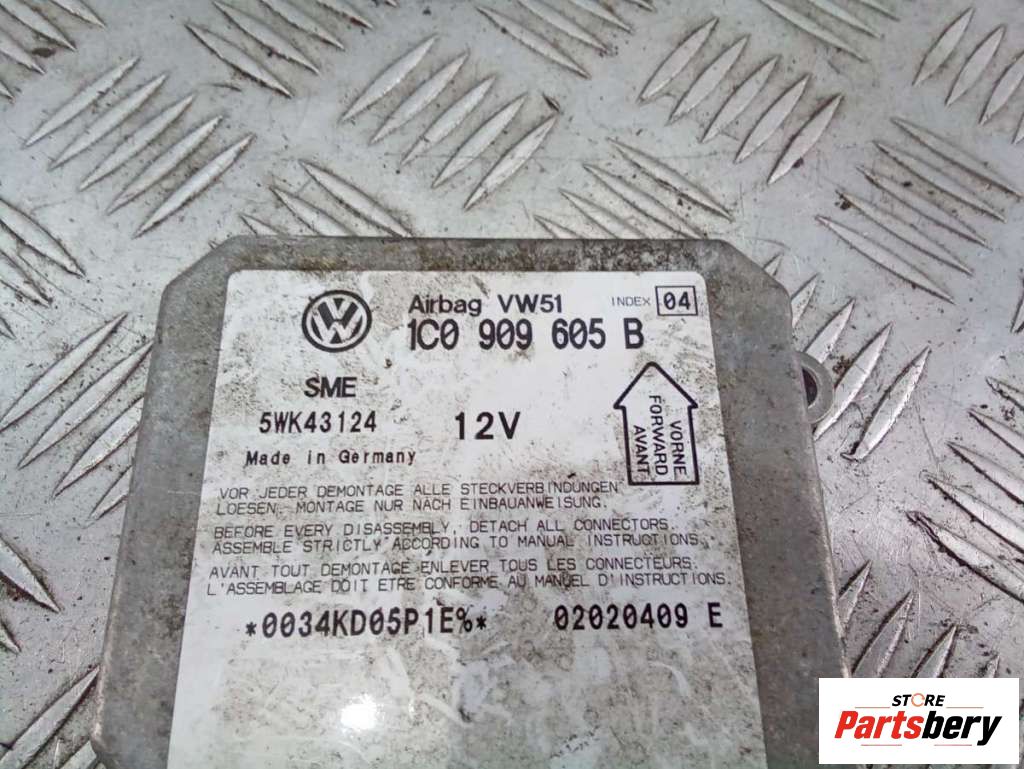 VW
Airbag VW51 INDEX 04
1C0 909 605 B
SME
5WK43124 12V
Made in Germany
VORNE
FORWARD
AVANT
VOR JEDER DEMONTAGE ALLE STECKVERBINDUNGEN
LOESEN. MONTAGE NUR NACH EINBAUANWEISUNG.
BEFORE EVERY DISASSEMBLY, DETACH ALL CONNECTORS.
ASSEMBLE STRICTLY ACCORDING TO MANUAL INSTRUCTIONS.
AVANT TOUT DEMONTAGE ENLEVER TOUS LES CONNECTEURS.
L'ASSEMBLAGE DOIT ETRE CONFORME AU MANUEL D'INSTRUCTIONS.
*0034KD05P1E%* 02020409 E
STORE
Partsbery